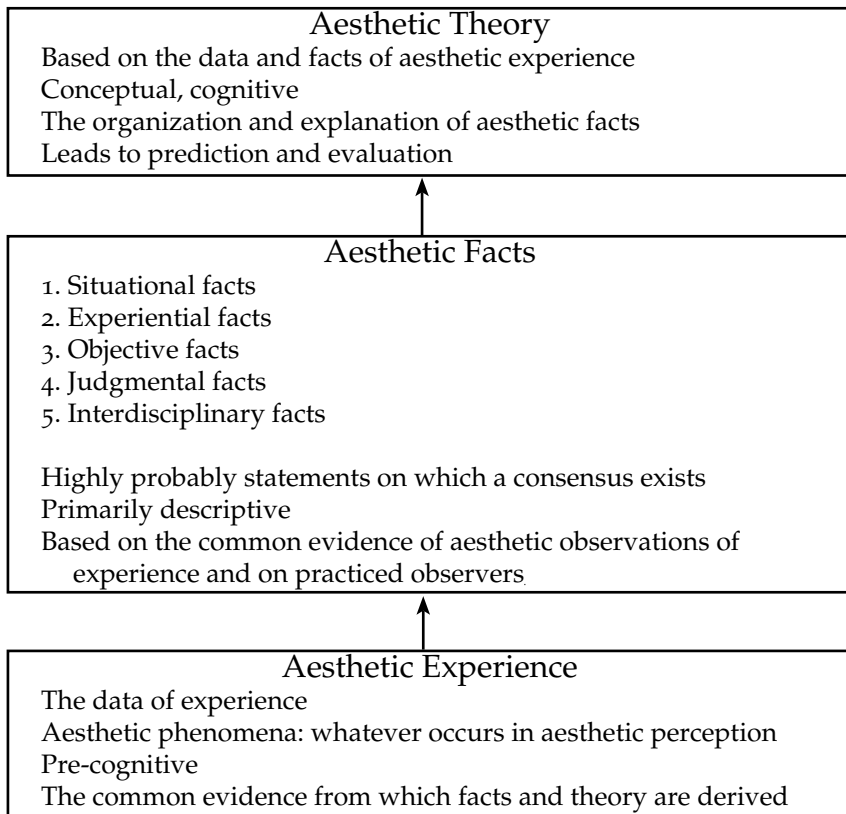 Aesthetic Theory
Based on the data and facts of aesthetic experience
Conceptual, cognitive
The organization and explanation of aesthetic facts
Leads to prediction and evaluation
Aesthetic Facts
1. Situational facts
2. Experiential facts
3. Objective facts
4. Judgmental facts
5. Interdisciplinary facts
Highly probably statements on which a consensus exists
Primarily descriptive
Based on the common evidence of aesthetic observations of
experience and on practiced observers.
Aesthetic Experience
The data of experience
Aesthetic phenomena: whatever occurs in aesthetic perception
Pre-cognitive
The common evidence from which facts and theory are derived